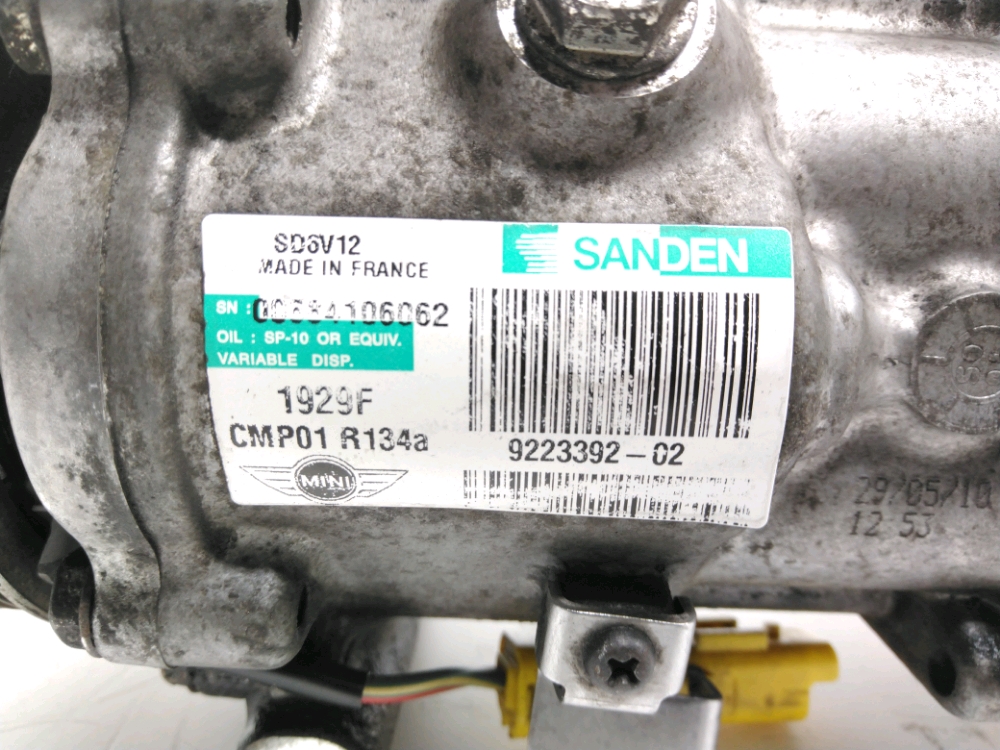 SD6V12
MADE IN FRANCE
SANDEN
SN :
OIL : SP-10 OR EQUIV.
VARIABLE DISP.
1929F
CMP01 R134a
9223392-02
MINI
29/05/10
12 53